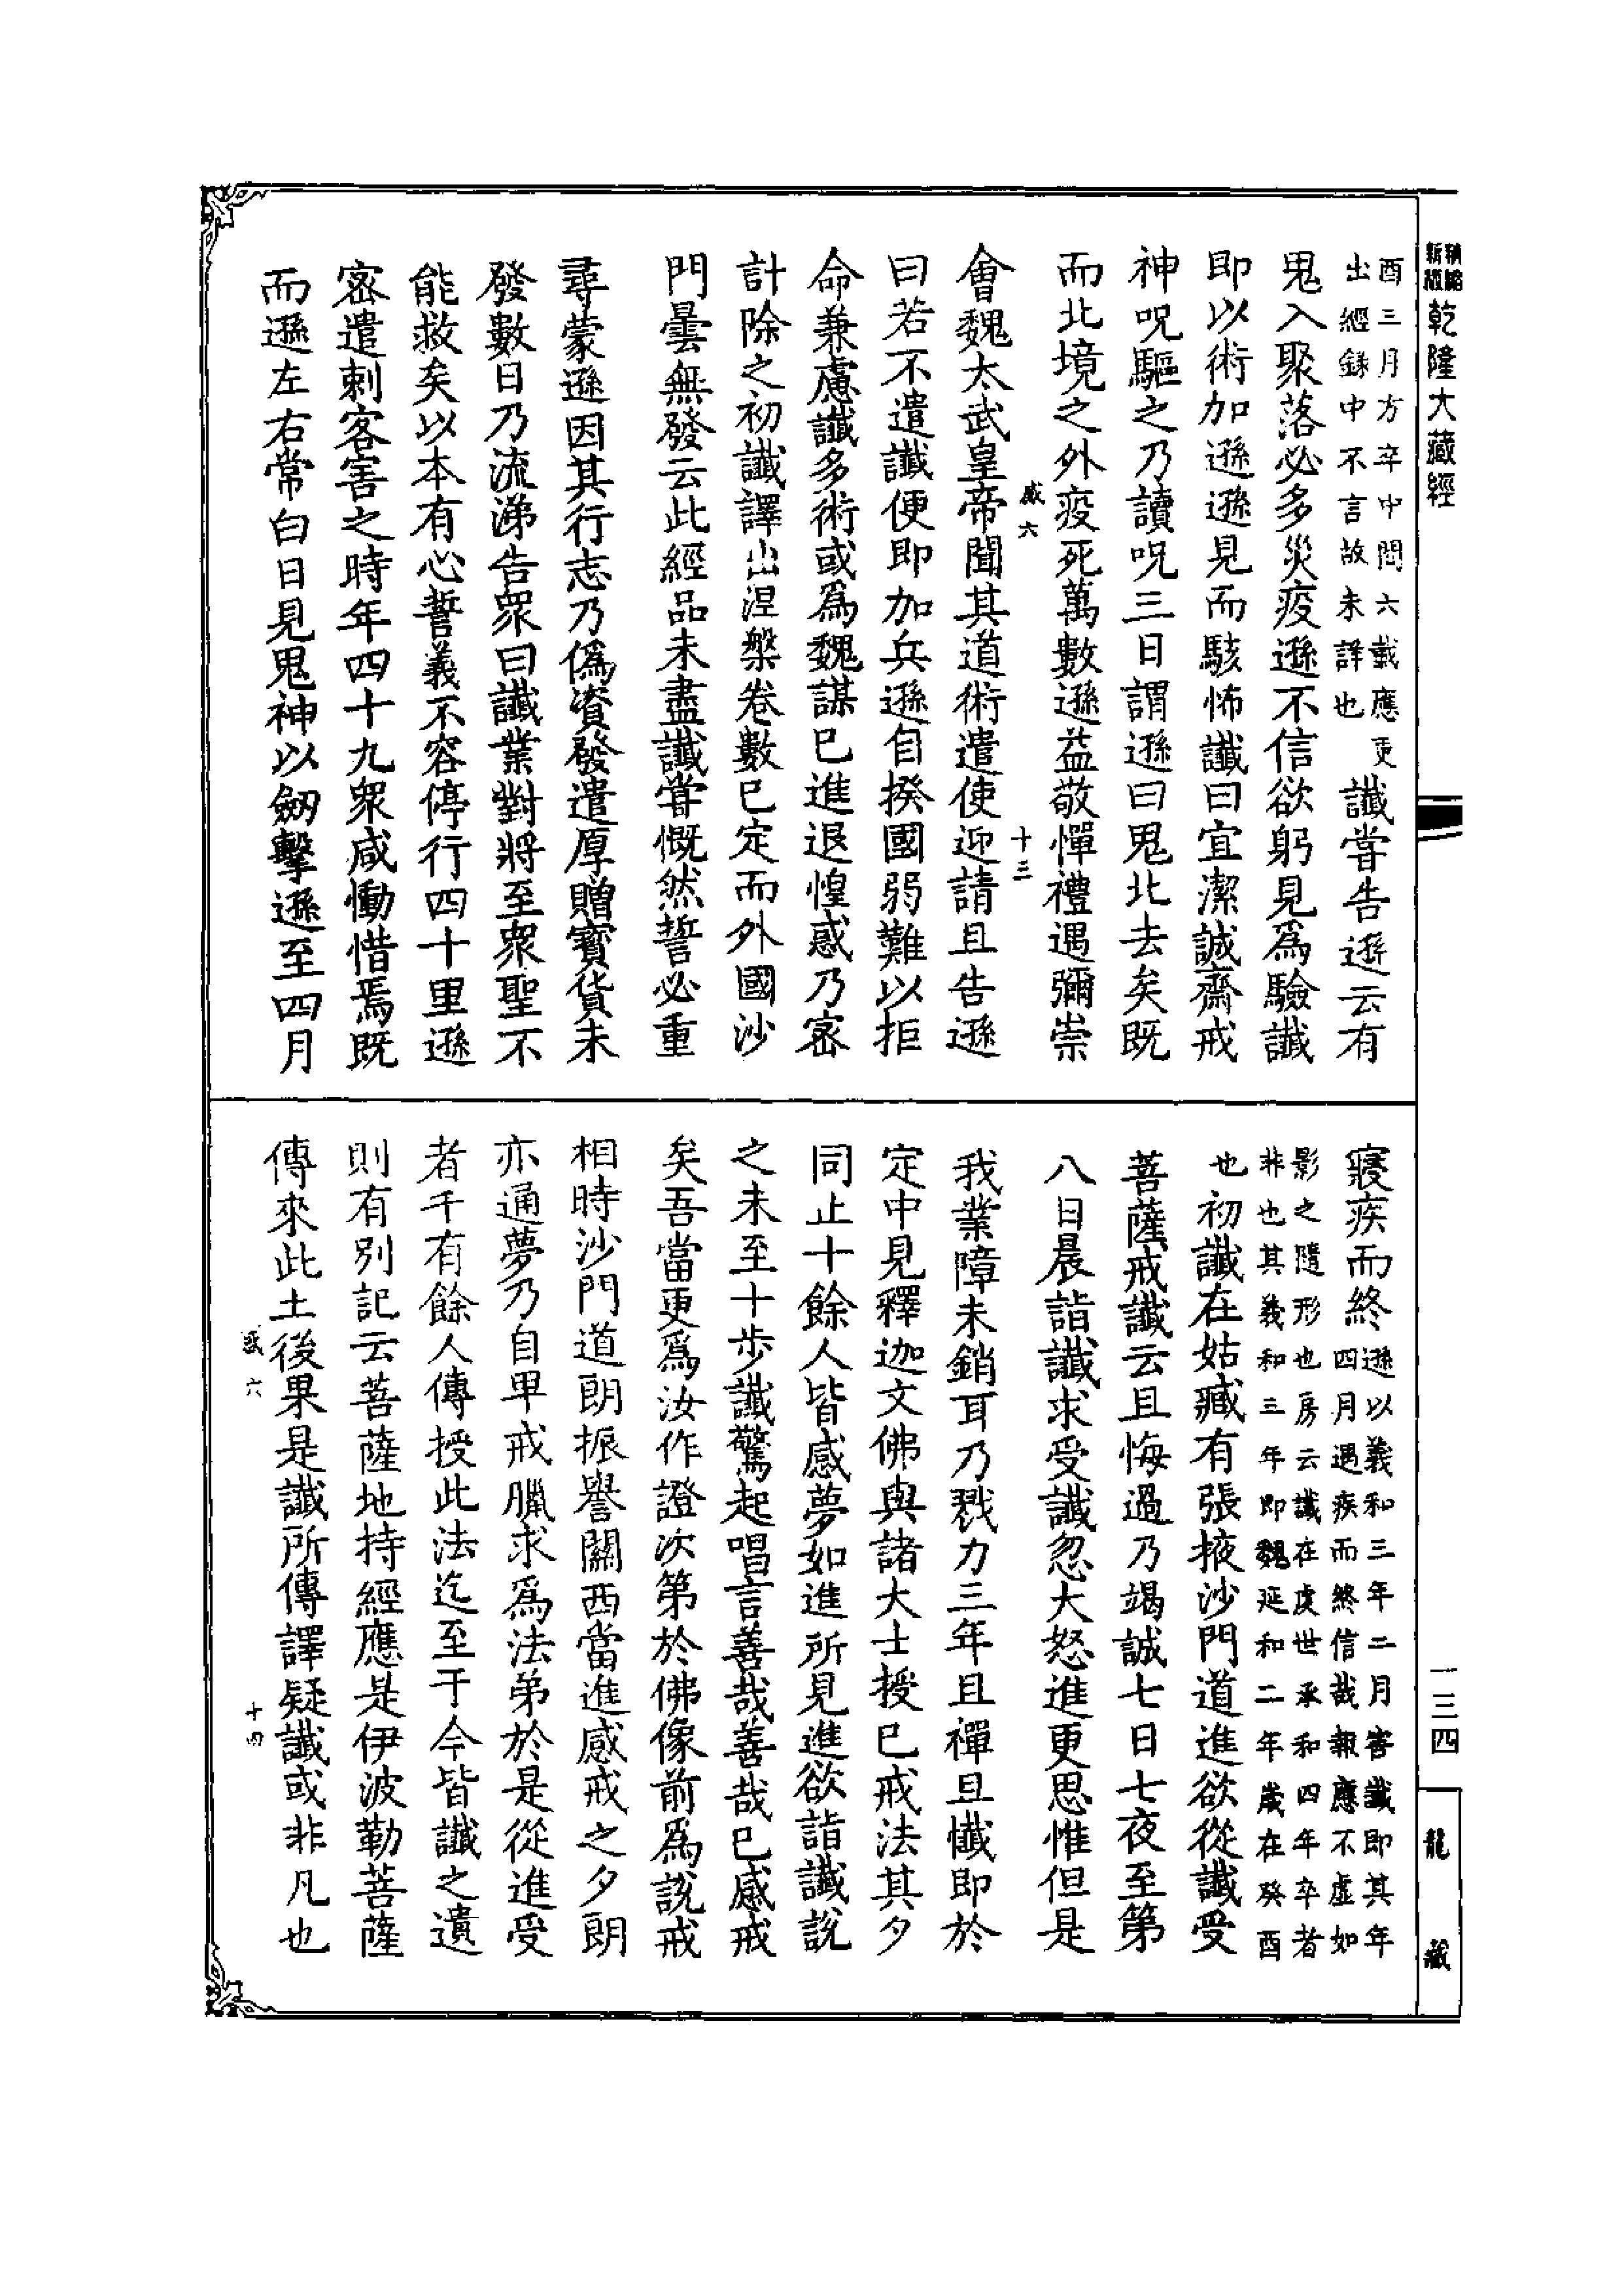 新版精縮
乾隆大藏經
酉三月方卒中間六載應更
出經錄中不言故未詳也
讖嘗告遜云有
鬼入聚落必多災疫遜不信欲躬見為驗讖
即以術加遜遜見而駭怖讖曰宜潔誠齋戒
神呪驅之乃讀呪三日謂遜曰鬼北去矣既
而北境之外疫死萬數遜益敬憚禮遇彌崇
感六
十三
會魏太武皇帝聞其道術遣使迎請且告遜
曰若不遣讖便即加兵遜自揆國弱難以拒
命兼慮讖多術或為魏謀已進退惶惑乃密
計除之初讖譯出涅槃卷數已定而外國沙
門曇無發云此經品未盡讖嘗慨然誓必重
尋蒙遜因其行志乃偽資發遣厚贈寶貨未
發數日乃流涕告眾曰讖業對將至眾聖不
能救矣以本有心誓義不容停行四十里遜
密遣刺客害之時年四十九眾咸慟惜焉既
而遜左右常白日見鬼神以劒擊遜至四月
寢疾而終
遜以義和三年二月害讖即其年
四月遇疾而終信哉報應不虛如
影之隨形也房云讖在虔世承和四年卒者
非也其義和三年即魏延和二年歲在癸酉
也初讖在姑臧有張掖沙門道進欲從讖受
菩薩戒讖云且悔過乃竭誠七日七夜至第
八日晨詣讖求受讖忽大怒進更思惟但是
我業障未銷耳乃戮力三年且禪且懺即於
定中見釋迦文佛與諸大士授已戒法其夕
同止十餘人皆感夢如進所見進欲詣讖說
之未至十步讖驚起唱言善哉善哉已感戒
矣吾當更為汝作證次第於佛像前為說戒
相時沙門道朗振譽關西當進感戒之夕朗
亦通夢乃自卑戒臘求為法弟於是從進受
者千有餘人傳授此法迄至于今皆讖之遺
則有別記云菩薩地持經應是伊波勒菩薩
傳來此土後果是讖所傳譯疑讖或非凡也
感六
十四
一三四
龍藏